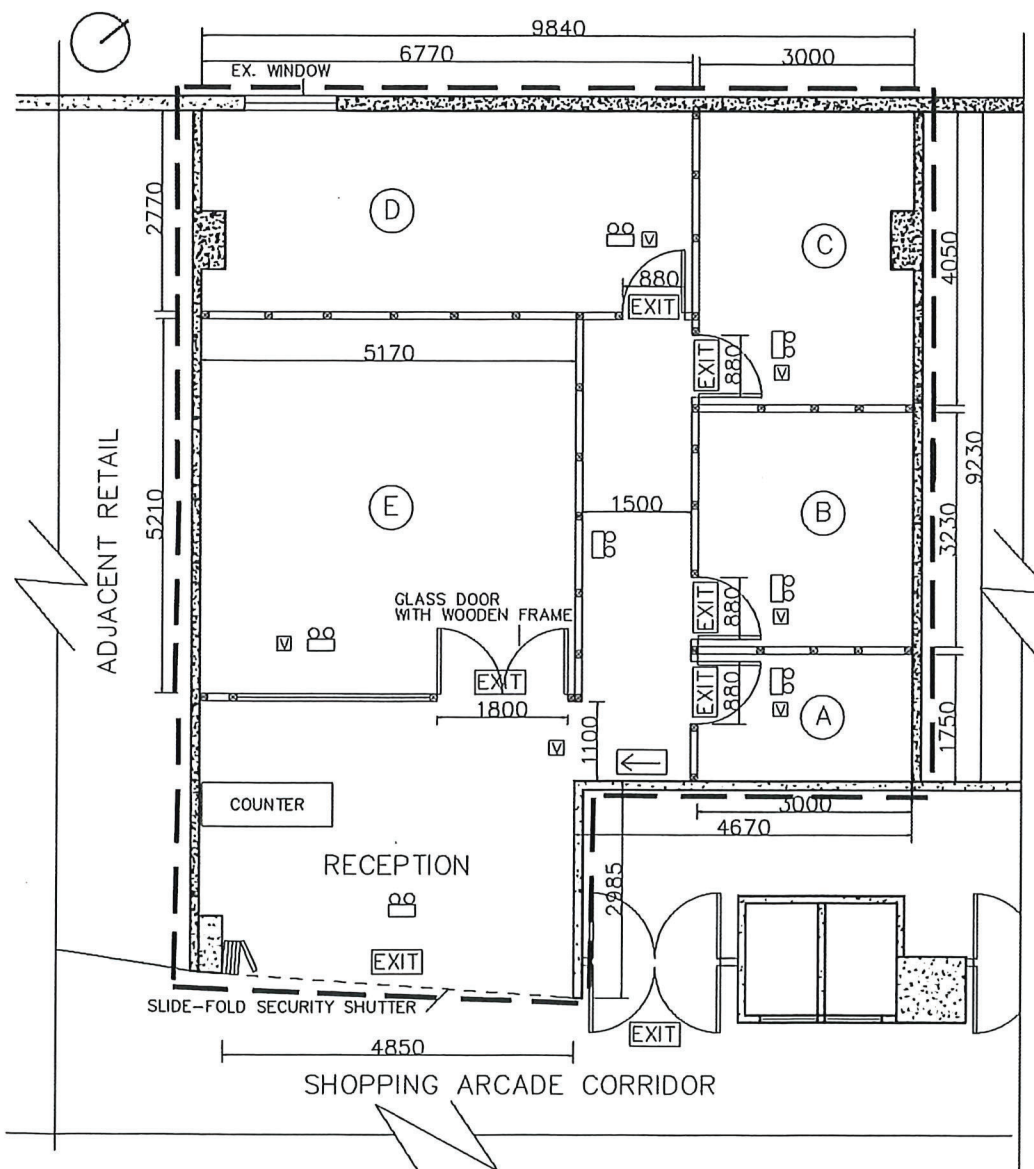 9840
6770
3000
EX. WINDOW
2770
D
C
4050
880
EXIT
EXIT
880
5170
9230
ADJACENT RETAIL
5210
E
1500
B
3230
GLASS DOOR
WITH WOODEN FRAME
V
V
V
V
EXIT
880
EXIT
1800
EXIT
880
V
A
1750
1100
V
COUNTER
3000
4670
RECEPTION
2985
EXIT
SLIDE-FOLD SECURITY SHUTTER
EXIT
4850
SHOPPING ARCADE CORRIDOR